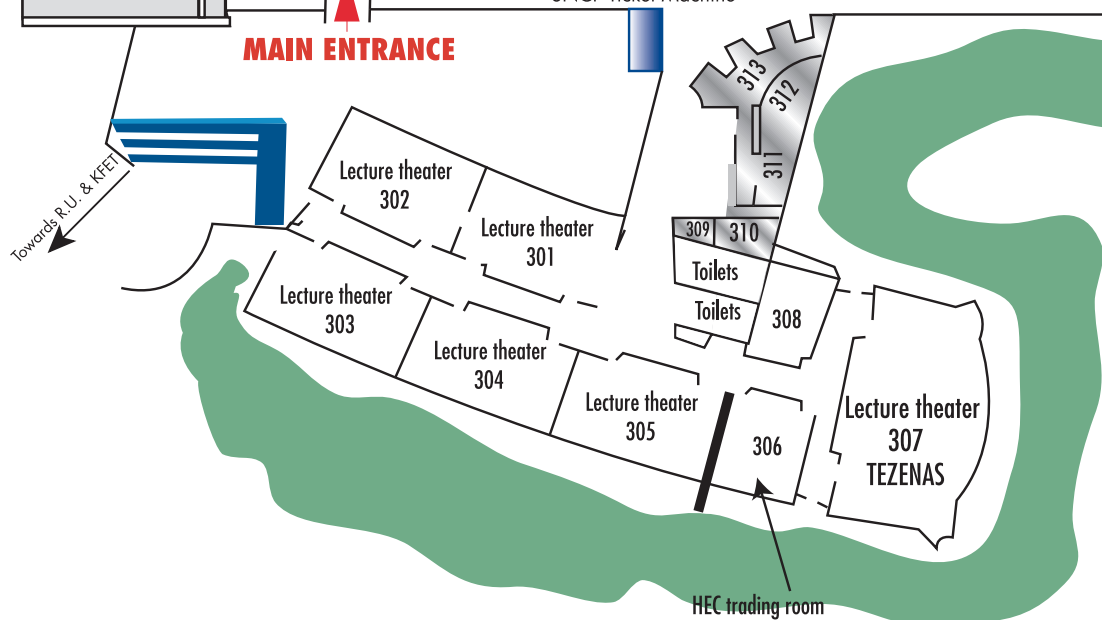 MAIN ENTRANCE
Towards R.U. & KFET
313
312
311
309
310
Toilets
Toilets
308
Lecture theater
302
Lecture theater
301
Lecture theater
303
Lecture theater
304
Lecture theater
305
306
Lecture theater
307
TEZENAS
HEC trading room